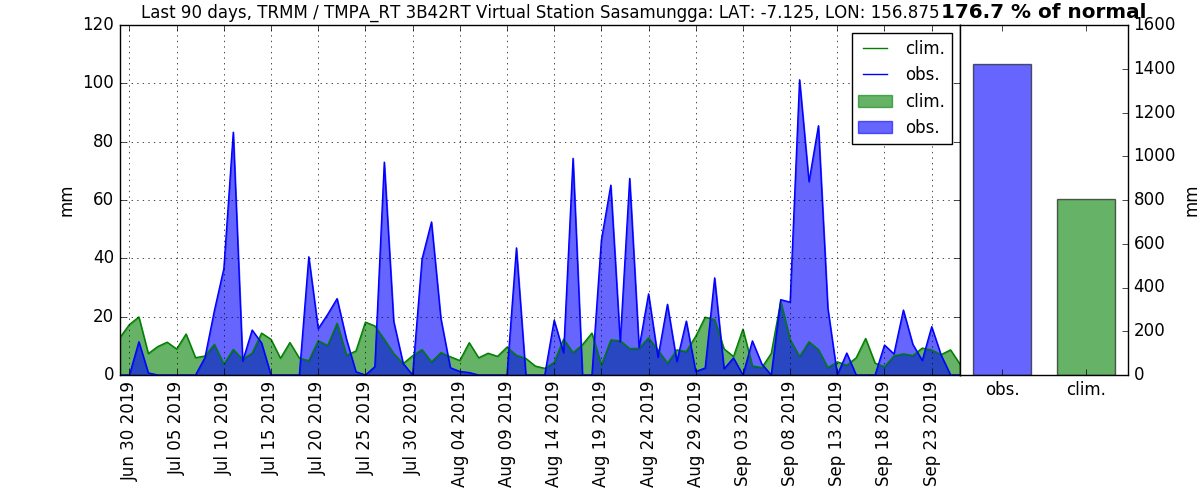 Last 90 days, TRMM / TMPA_RT 3B42RT Virtual Station Sasamungga: LAT: -7.125, LON: 156.875
176.7 % of normal
120
100
80
60
40
20
0
mm
clim.
obs.
clim.
obs.
1600
1400
1200
1000
800
600
400
200
0
mm
Jun 30 2019
Jul 05 2019
Jul 10 2019
Jul 15 2019
Jul 20 2019
Jul 25 2019
Jul 30 2019
Aug 04 2019
Aug 09 2019
Aug 14 2019
Aug 19 2019
Aug 24 2019
Aug 29 2019
Sep 03 2019
Sep 08 2019
Sep 13 2019
Sep 18 2019
Sep 23 2019
obs.
clim.